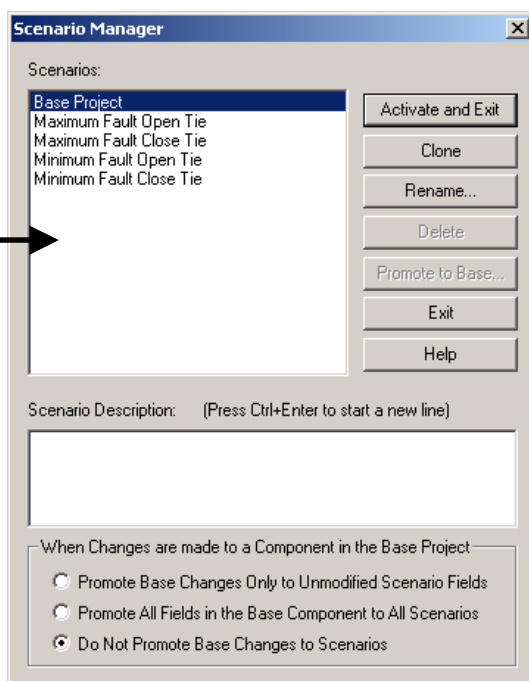 Scenario Manager
Scenarios:
Base Project
Maximum Fault Open Tie
Maximum Fault Close Tie
Minimum Fault Open Tie
Minimum Fault Close Tie
Activate and Exit
Clone
Rename...
Delete
Promote to Base...
Exit
Help
Scenario Description: (Press Ctrl+Enter to start a new line)
When Changes are made to a Component in the Base Project
Promote Base Changes Only to Unmodified Scenario Fields
Promote All Fields in the Base Component to All Scenarios
Do Not Promote Base Changes to Scenarios